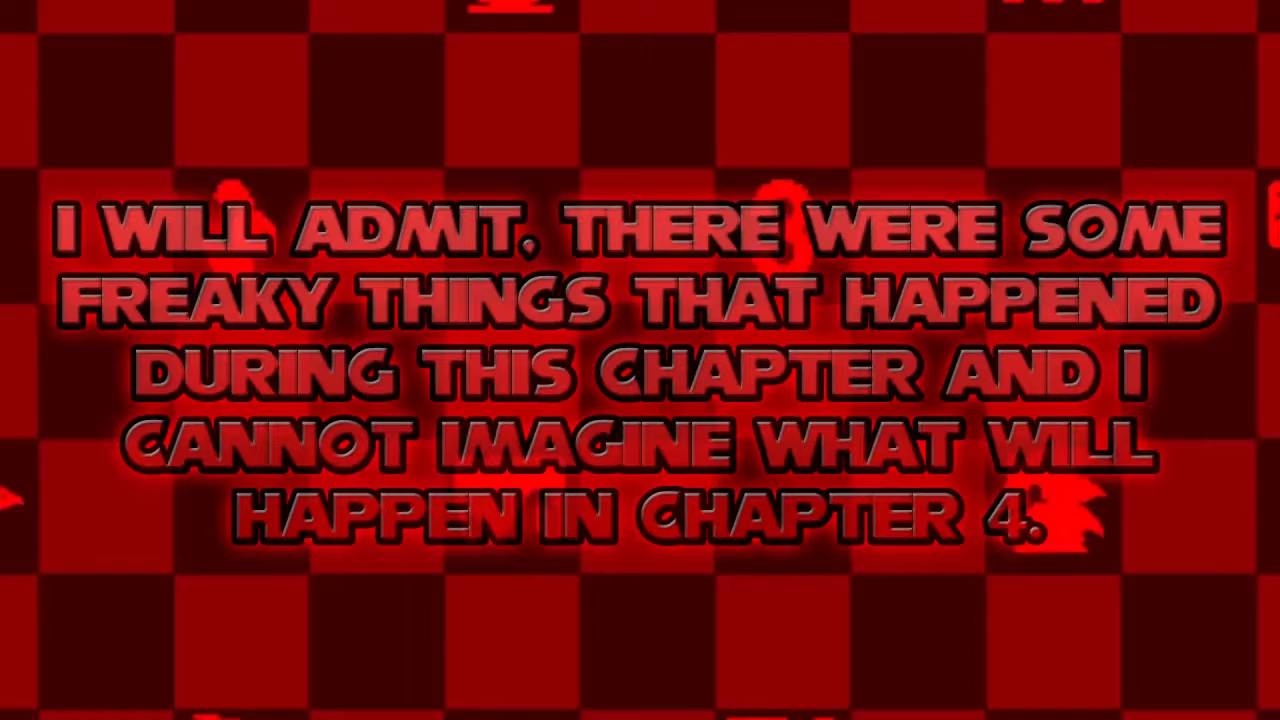 I WILL ADMIT, THERE WERE SOME
FREAKY THINGS THAT HAPPENED
DURING THIS CHAPTER AND I
CANNOT IMAGINE WHAT WILL
HAPPEN IN CHAPTER 4.